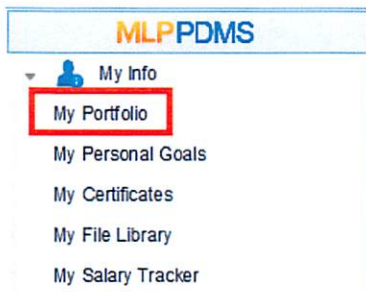 MLPPDMS
My Info
My Portfolio
My Personal Goals
My Certificates
My File Library
My Salary Tracker